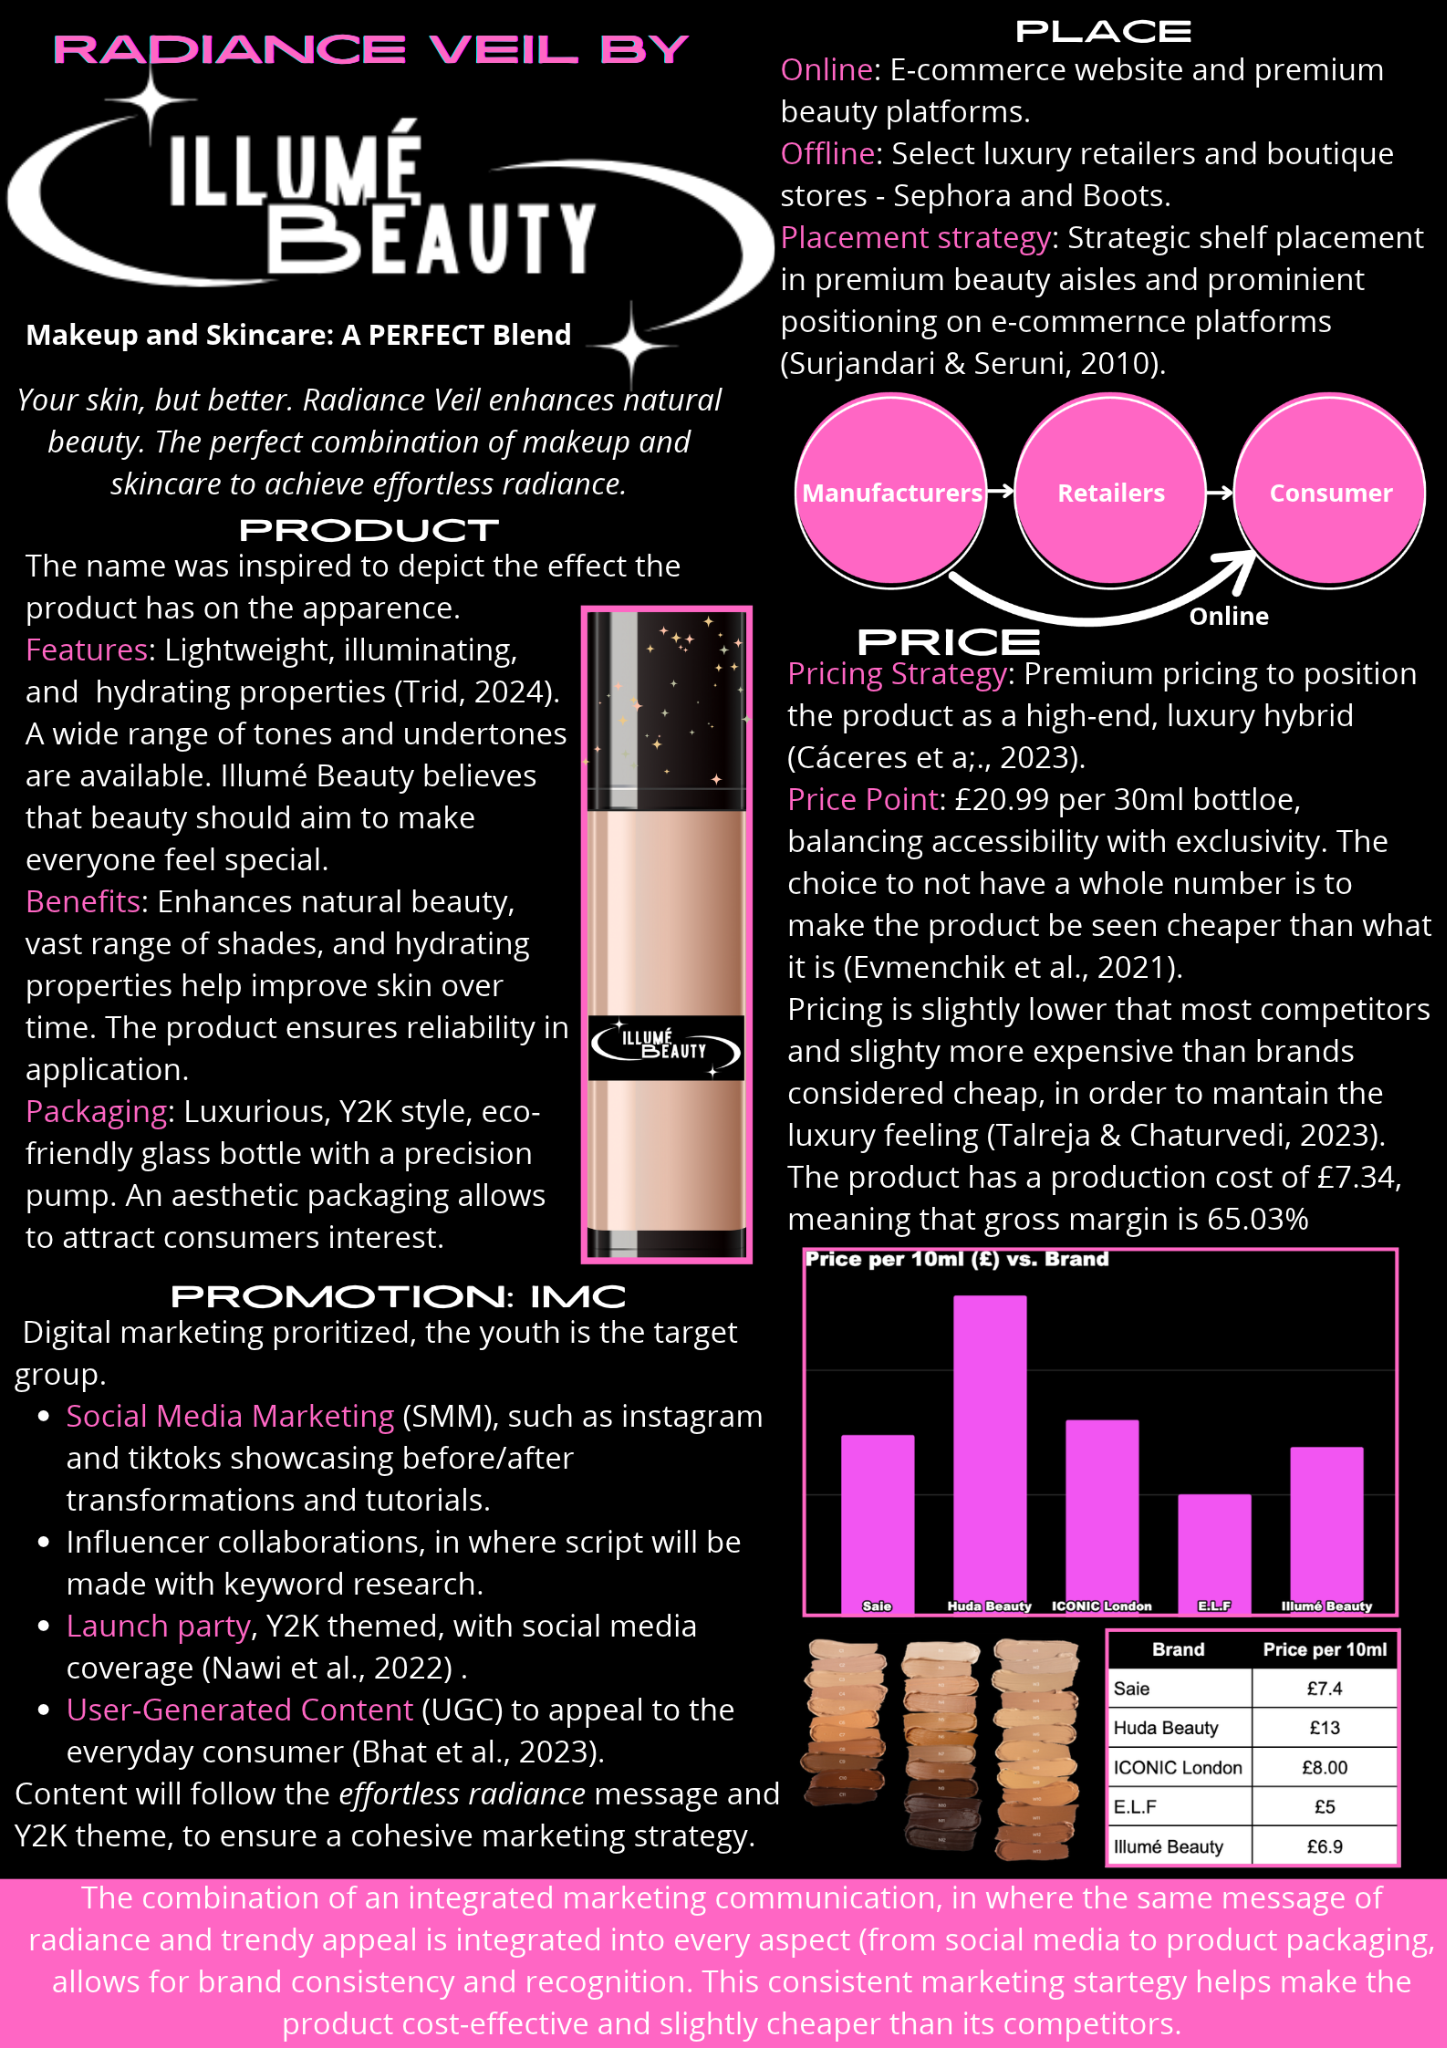 RADIANCE VEIL BY
ILLUMÉ
BEAUTY
Makeup and Skincare: A PERFECT Blend
Your skin, but better. Radiance Veil enhances natural
beauty. The perfect combination of makeup and
skincare to achieve effortless radiance.
PRODUCT
The name was inspired to depict the effect the
product has on the apparence.
Features: Lightweight, illuminating,
and  hydrating properties (Trid, 2024).
A wide range of tones and undertones
are available. Illumé Beauty believes
that beauty should aim to make
everyone feel special.
Benefits: Enhances natural beauty,
vast range of shades, and hydrating
properties help improve skin over
time. The product ensures reliability in
application.
Packaging: Luxurious, Y2K style, eco-
friendly glass bottle with a precision
pump. An aesthetic packaging allows
to attract consumers interest.
ILLUMÉ
BEAUTY
PROMOTION: IMC
Digital marketing proritized, the youth is the target
group.
• Social Media Marketing (SMM), such as instagram
and tiktoks showcasing before/after
transformations and tutorials.
• Influencer collaborations, in where script will be
made with keyword research.
• Launch party, Y2K themed, with social media
coverage (Nawi et al., 2022) .
• User-Generated Content (UGC) to appeal to the
everyday consumer (Bhat et al., 2023).
Content will follow the effortless radiance message and
Y2K theme, to ensure a cohesive marketing strategy.
PLACE
Online: E-commerce website and premium
beauty platforms.
Offline: Select luxury retailers and boutique
stores - Sephora and Boots.
Placement strategy: Strategic shelf placement
in premium beauty aisles and prominient
positioning on e-commernce platforms
(Surjandari & Seruni, 2010).
Manufacturers
Retailers
Consumer
Online
PRICE
Pricing Strategy: Premium pricing to position
the product as a high-end, luxury hybrid
(Cáceres et a;., 2023).
Price Point: £20.99 per 30ml bottloe,
balancing accessibility with exclusivity. The
choice to not have a whole number is to
make the product be seen cheaper than what
it is (Evmenchik et al., 2021).
Pricing is slightly lower that most competitors
and slighty more expensive than brands
considered cheap, in order to mantain the
luxury feeling (Talreja & Chaturvedi, 2023).
The product has a production cost of £7.34,
meaning that gross margin is 65.03%
Price per 10ml (£) vs. Brand
Saie Huda Beauty ICONIC London E.L.F Illumé Beauty
Brand Price per 10ml
Saie £7.4
Huda Beauty £13
ICONIC London £8.00
E.L.F £5
Illumé Beauty £6.9
The combination of an integrated marketing communication, in where the same message of
radiance and trendy appeal is integrated into every aspect (from social media to product packaging,
allows for brand consistency and recognition. This consistent marketing startegy helps make the
product cost-effective and slightly cheaper than its competitors.